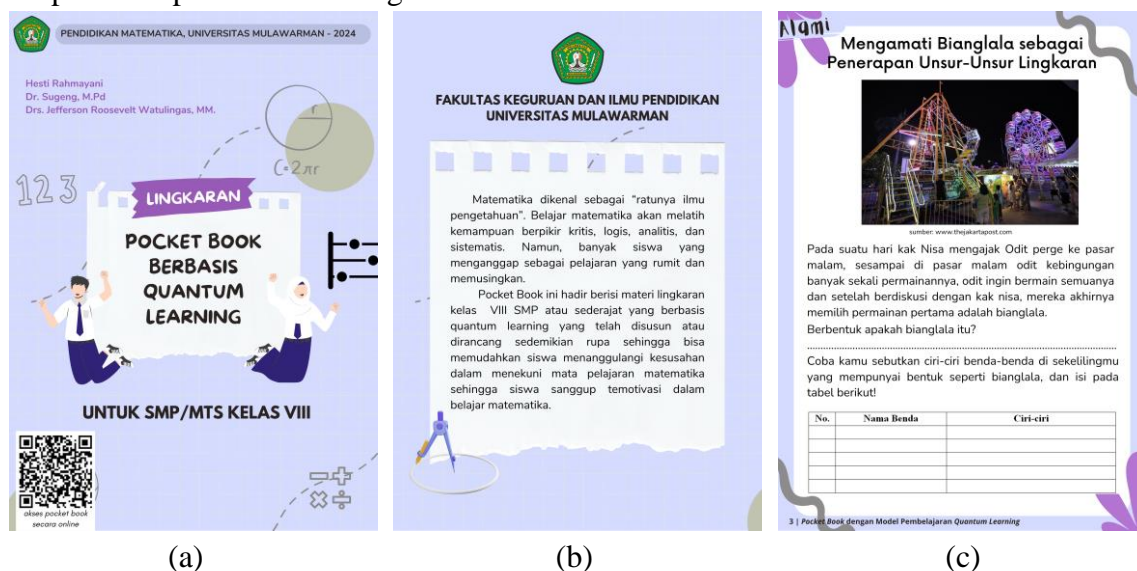 PENDIDIKAN MATEMATIKA, UNIVERSITAS MULAWARMAN - 2024
Hesti Rahmayani
Dr. Sugeng, M.Pd
Drs. Jefferson Roosevelt Watulingas, MM.
r
C=2πr
123
LINGKARAN
POCKET BOOK
BERBASIS
QUANTUM
LEARNING
UNTUK SMP/MTS KELAS VIII
akses pocket book
secara online
(a)
FAKULTAS KEGURUAN DAN ILMU PENDIDIKAN
UNIVERSITAS MULAWARMAN
Matematika dikenal sebagai “ratunya ilmu
pengetahuan”. Belajar matematika akan melatih
kemampuan berpikir kritis, logis, analitis, dan
sistematis. Namun, banyak siswa yang
menganggap sebagai pelajaran yang rumit dan
memusingkan.
Pocket Book ini hadir berisi materi lingkaran
kelas VIII SMP atau sederajat yang berbasis
quantum learning yang telah disusun atau
dirancang sedemikian rupa sehingga bisa
memudahkan siswa menanggulangi kesusahan
dalam menekuni mata pelajaran matematika
sehingga siswa sanggup temotivasi dalam
belajar matematika.
(b)
Alami
Mengamati Bianglala sebagai
Penerapan Unsur-Unsur Lingkaran
sumber: www.thejakartapost.com
Pada suatu hari kak Nisa mengajak Odit perge ke pasar
malam, sesampai di pasar malam odit kebingungan
banyak sekali permainannya, odit ingin bermain semuanya
dan setelah berdiskusi dengan kak nisa, mereka akhirnya
memilih permainan pertama adalah bianglala.
Berbentuk apakah bianglala itu?
Coba kamu sebutkan ciri-ciri benda-benda di sekelilingmu
yang mempunyai bentuk seperti bianglala, dan isi pada
tabel berikut!
No. Nama Benda Ciri-ciri
3 | Pocket Book dengan Model Pembelajaran Quantum Learning
(c)